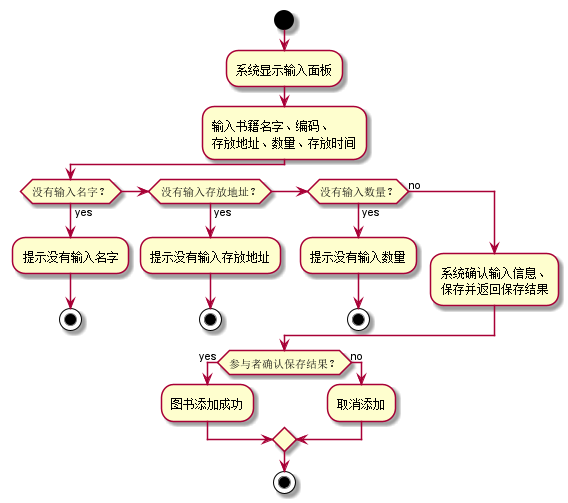 系统显示输入面板
输入书籍名字、编码、
存放地址、数量、存放时间
没有输入名字?
没有输入存放地址?
没有输入数量?
no
yes
yes
yes
提示没有输入名字
提示没有输入存放地址
提示没有输入数量
系统确认输入信息、
保存并返回保存结果
yes
参与者确认保存结果?
no
图书添加成功
取消添加